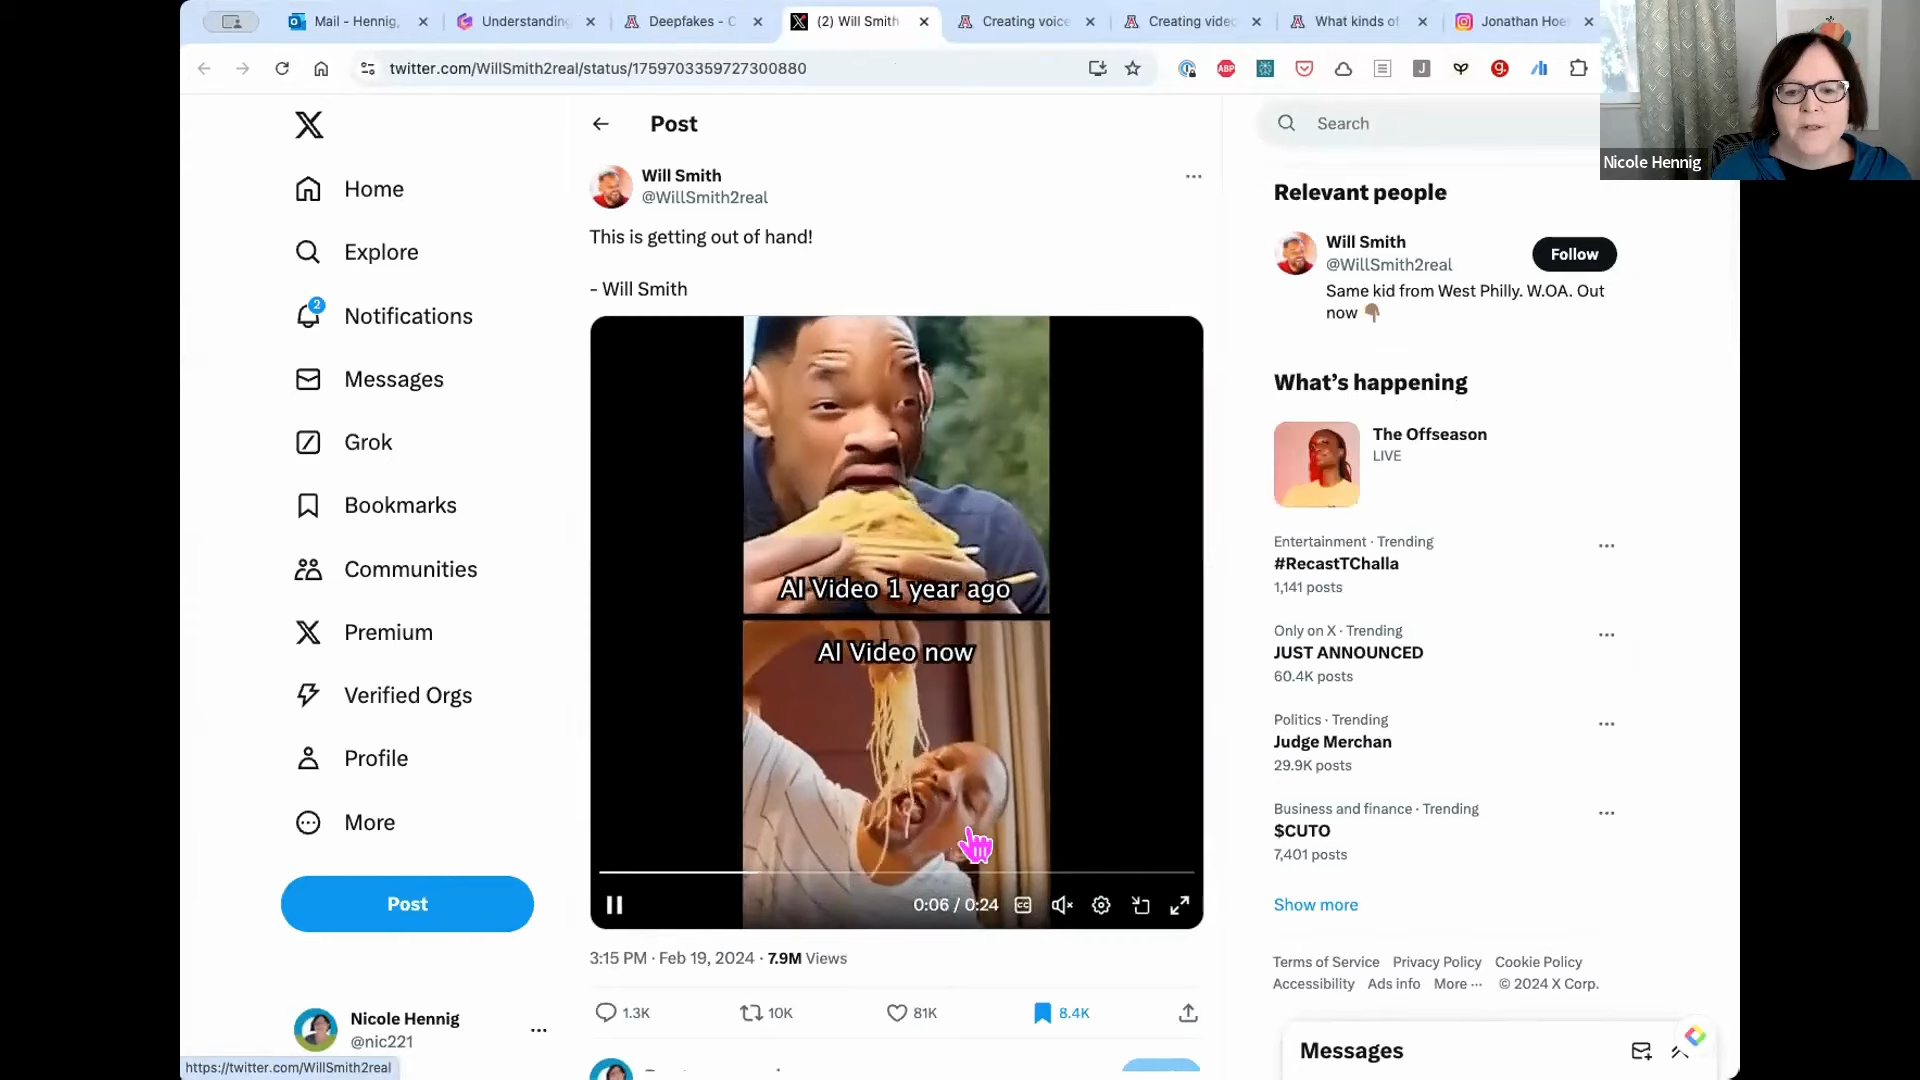 Mail - Hennig,
Understanding
Deepfakes - C
(2) Will Smith
Creating voice
Creating video
What kinds of
Jonathan Hoe
twitter.com/WillSmith2real/status/1759703359727300880
ABP
J
g.
Nicole Hennig
Post
Search
Will Smith
@WillSmith2real
This is getting out of hand!
- Will Smith
AI Video 1 year ago
AI Video now
0:06 / 0:24
CC
3:15 PM · Feb 19, 2024 · 7.9M Views
1.3K
10K
81K
8.4K
Home
Explore
2
Notifications
Messages
Grok
Bookmarks
Communities
Premium
Verified Orgs
Profile
More
Post
Nicole Hennig
@nic221
https://twitter.com/WillSmith2real
Relevant people
Will Smith
@WillSmith2real
Follow
Same kid from West Philly. W.OA. Out
now
What's happening
The Offseason
LIVE
Entertainment · Trending
#RecastTChalla
1,141 posts
Only on X · Trending
JUST ANNOUNCED
60.4K posts
Politics · Trending
Judge Merchan
29.9K posts
Business and finance · Trending
$CUTO
7,401 posts
Show more
Terms of Service Privacy Policy Cookie Policy
Accessibility Ads info More ··· © 2024 X Corp.
Messages